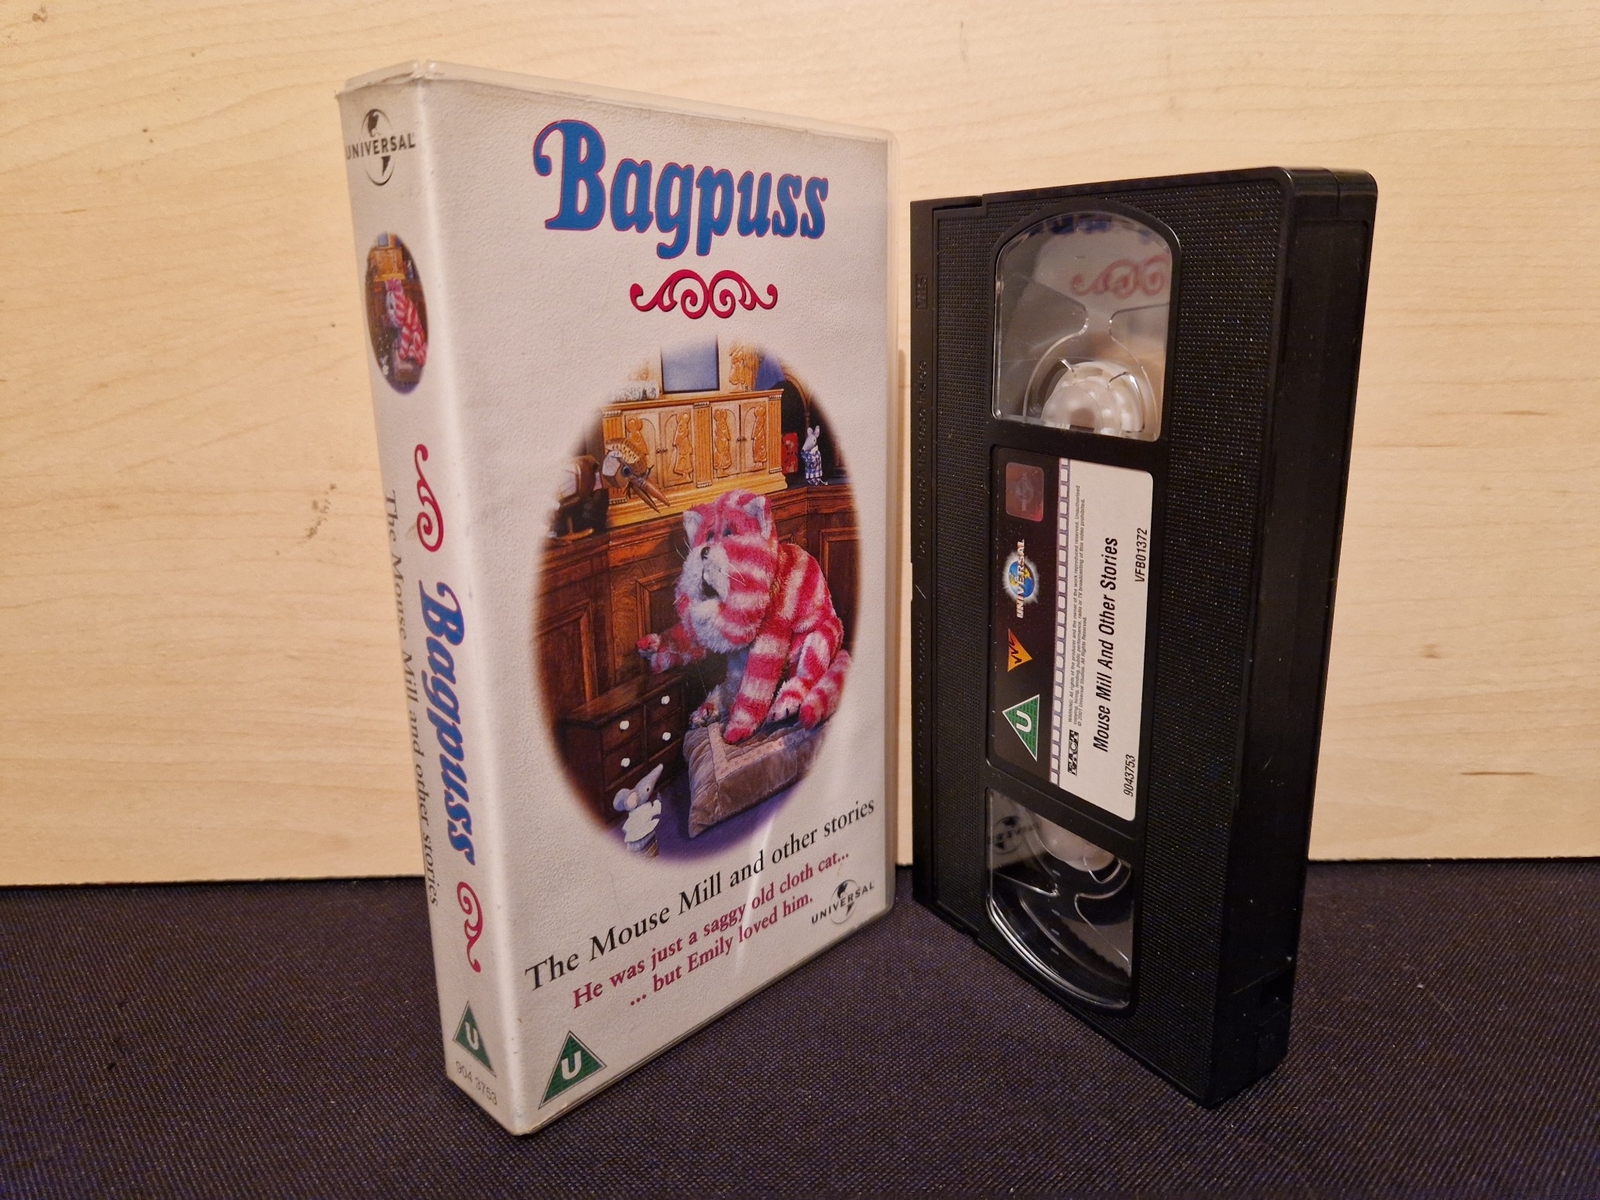 UNIVERSAL
Bagpuss
The Mouse Mill and other stories
U
904 3753
Bagpuss
The Mouse Mill and other stories
He was just a saggy old cloth cat...
... but Emily loved him.
UNIVERSAL
U
UNIVERSAL
VVL
U
Mouse Mill And Other Stories
9043753
VFB01372